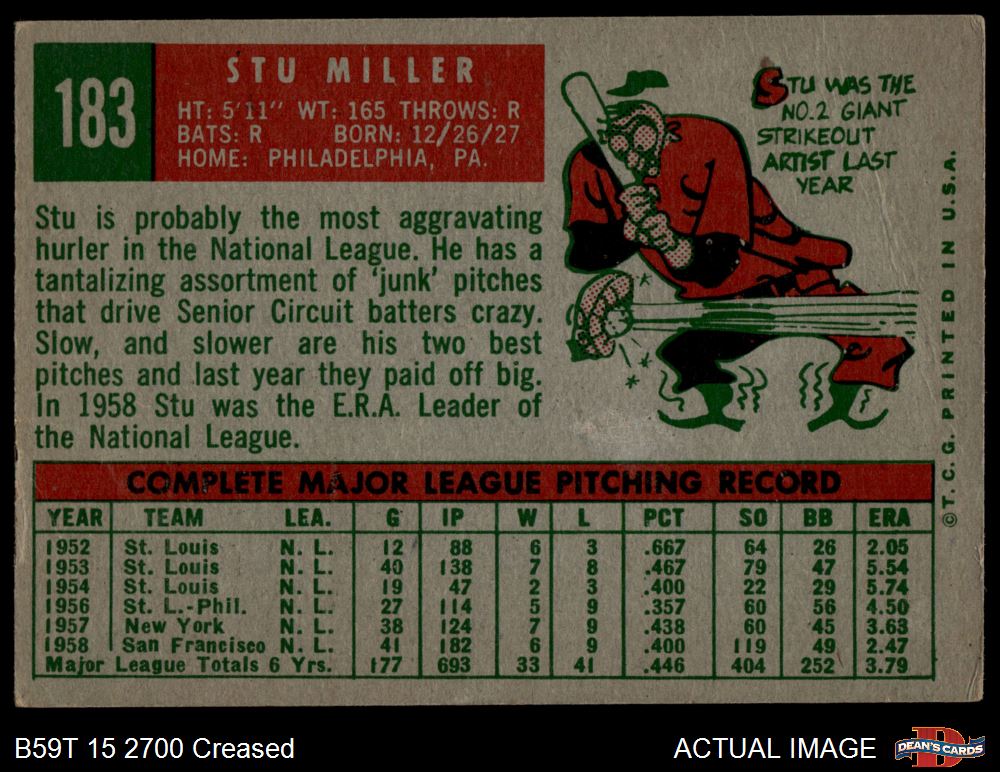 183
STU MILLER
HT: 5'11" WT: 165 THROWS: R
BATS: R BORN: 12/26/27
HOME: PHILADELPHIA, PA.
Stu is probably the most aggravating
hurler in the National League. He has a
tantalizing assortment of 'junk' pitches
that drive Senior Circuit batters crazy.
Slow, and slower are his two best
pitches and last year they paid off big.
In 1958 Stu was the E.R.A. Leader of
the National League.
STU WAS THE
NO.2 GIANT
STRIKEOUT
ARTIST LAST
YEAR
©T. C. G. PRINTED IN U.S.A.
COMPLETE MAJOR LEAGUE PITCHING RECORD
YEAR TEAM LEA. G IP W L PCT SO BB ERA
1952 St. Louis N. L. 12 88 6 3 .667 64 26 2.05
1953 St. Louis N. L. 40 138 7 8 .467 79 47 5.54
1954 St. Louis N. L. 19 47 2 3 .400 22 29 5.74
1956 St. L.-Phil. N. L. 27 114 5 9 .357 60 56 4.50
1957 New York N. L. 38 124 7 9 .438 60 45 3.63
1958 San Francisco N. L. 41 182 6 9 .400 119 49 2.47
Major League Totals 6 Yrs. 177 693 33 41 .446 404 252 3.79
B59T 15 2700 Creased
ACTUAL IMAGE
DEAN'S CARDS